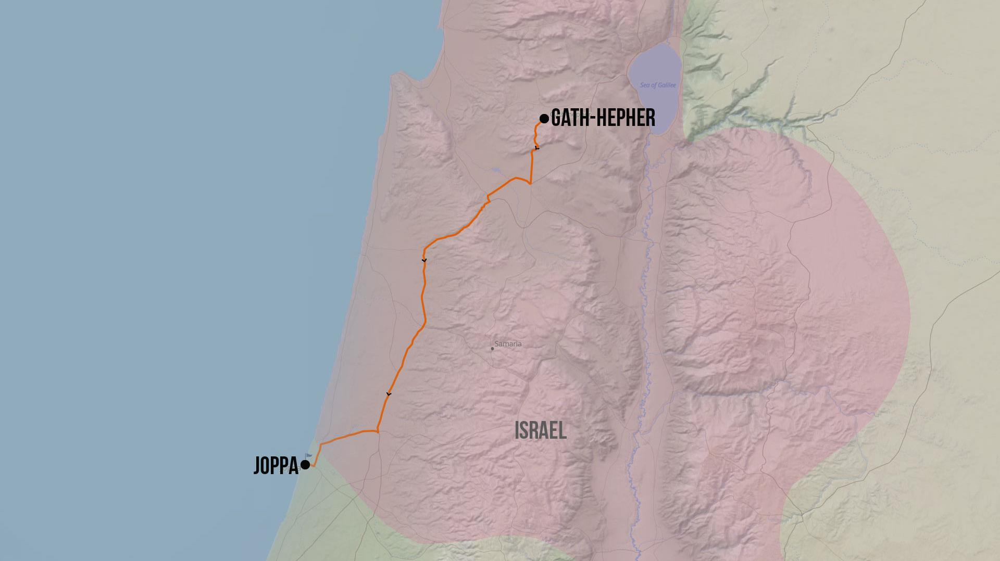 Sea of Galilee
GATH-HEPHER
Samaria
ISRAEL
JOPPA